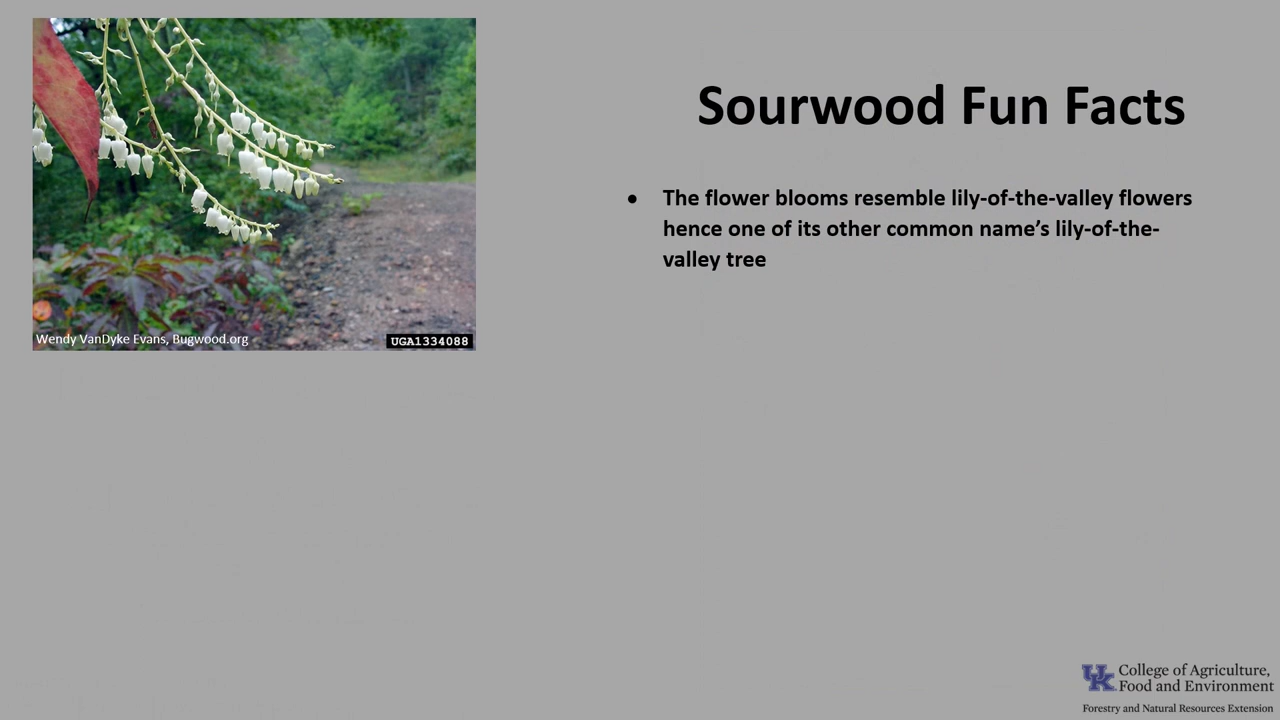 Sourwood Fun Facts
● The flower blooms resemble lily-of-the-valley flowers
hence one of its other common name’s lily-of-the-
valley tree
Wendy VanDyke Evans, Bugwood.org
UGA1334088
UK College of Agriculture,
Food and Environment
Forestry and Natural Resources Extension